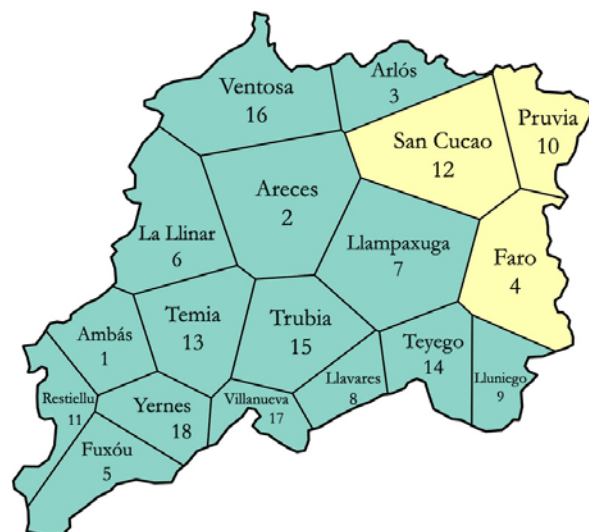 Arlós
3
Ventosa
16
Pruvia
10
San Cucao
12
Areces
2
La Llinar
6
Llampaxuga
7
Faro
4
Temia
13
Trubia
15
Ambás
1
Teyego
14
Lluniego
9
Llavares
8
Restiellu
11
Yernes
18
Villanueva
17
Fuxóu
5